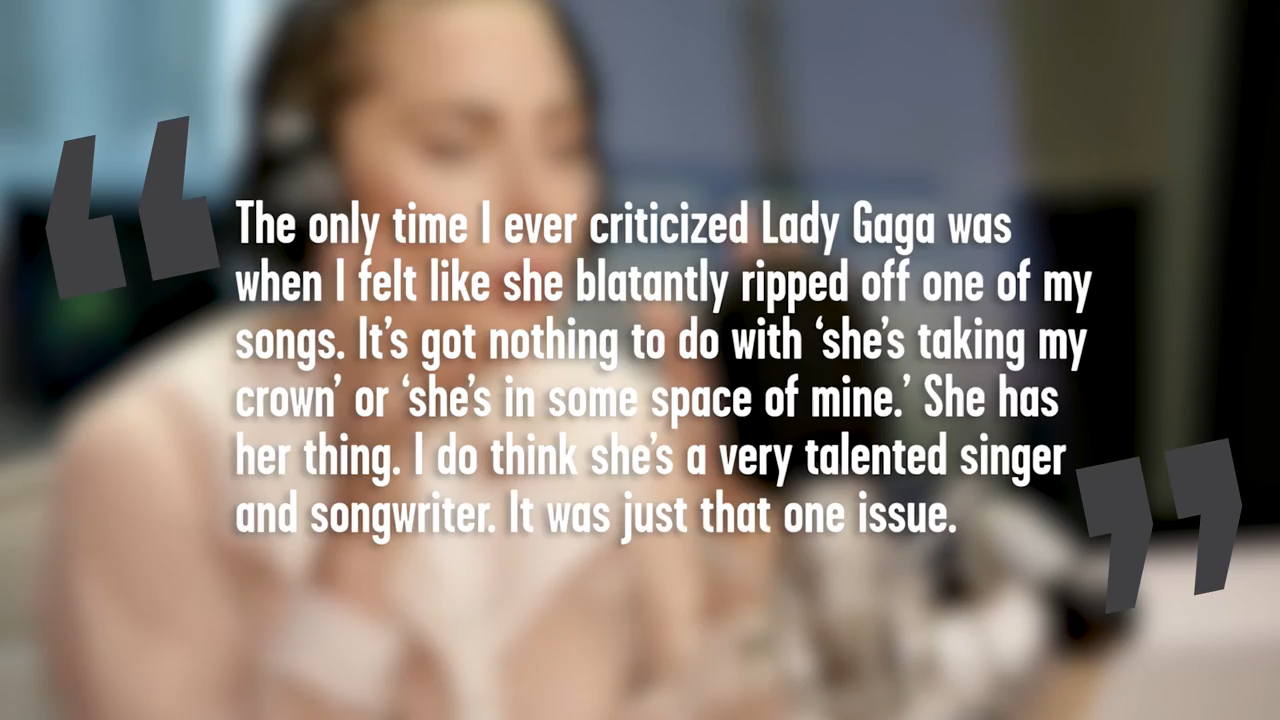 “
The only time I ever criticized Lady Gaga was
when I felt like she blatantly ripped off one of my
songs. It’s got nothing to do with ‘she’s taking my
crown’ or ‘she’s in some space of mine.’ She has
her thing. I do think she’s a very talented singer
and songwriter. It was just that one issue.
”